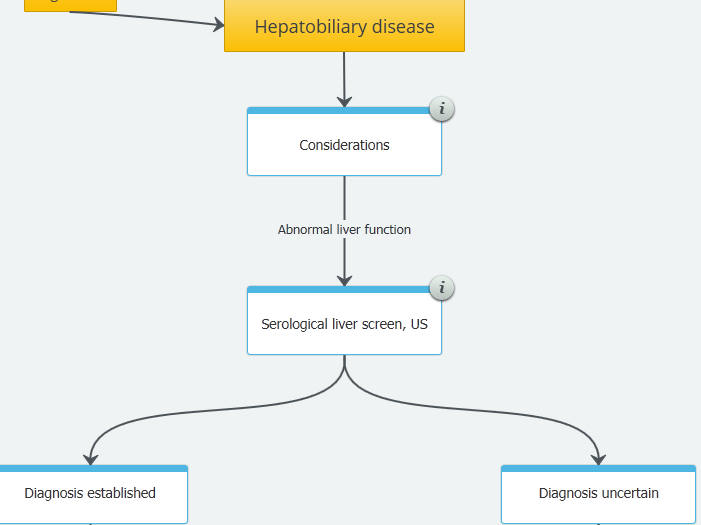 Hepatobiliary disease
i
Considerations
Abnormal liver function
i
Serological liver screen, US
Diagnosis established
Diagnosis uncertain